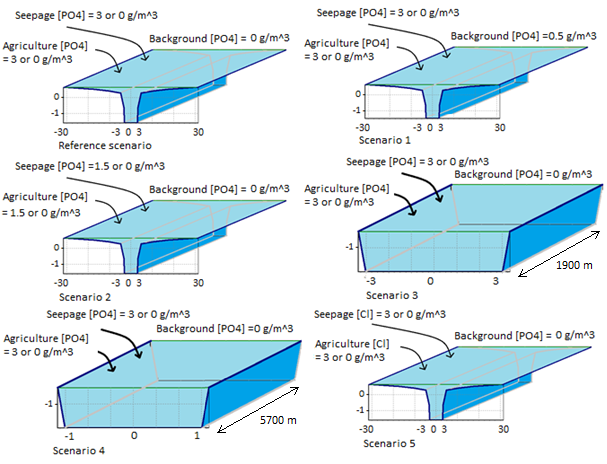 Seepage [PO4] = 3 or 0 g/m^3
Agriculture [PO4]
= 3 or 0 g/m^3
Background [PO4] = 0 g/m^3
0
-1
-30 -3 0 3 30
Reference scenario
Seepage [PO4] = 3 or 0 g/m^3
Agriculture [PO4]
= 3 or 0 g/m^3
Background [PO4] =0.5 g/m^3
0
-1
-30 -3 0 3 30
Scenario 1
Seepage [PO4] =1.5 or 0 g/m^3
Agriculture [PO4]
= 1.5 or 0 g/m^3
Background [PO4] = 0 g/m^3
0
-1
-30 -3 0 3 30
Scenario 2
Seepage [PO4] = 3 or 0 g/m^3
Agriculture [PO4]
= 3 or 0 g/m^3
Background [PO4] =0 g/m^3
-1
-3 0 3
1900 m
Scenario 3
Seepage [PO4] = 3 or 0 g/m^3
Agriculture [PO4]
= 3 or 0 g/m^3
Background [PO4] =0 g/m^3
-1
-1 0 1
5700 m
Scenario 4
Seepage [Cl] = 3 or 0 g/m^3
Agriculture [Cl]
= 3 or 0 g/m^3
Background [PO4] = 0 g/m^3
0
-1
-30 -3 0 3 30
Scenario 5